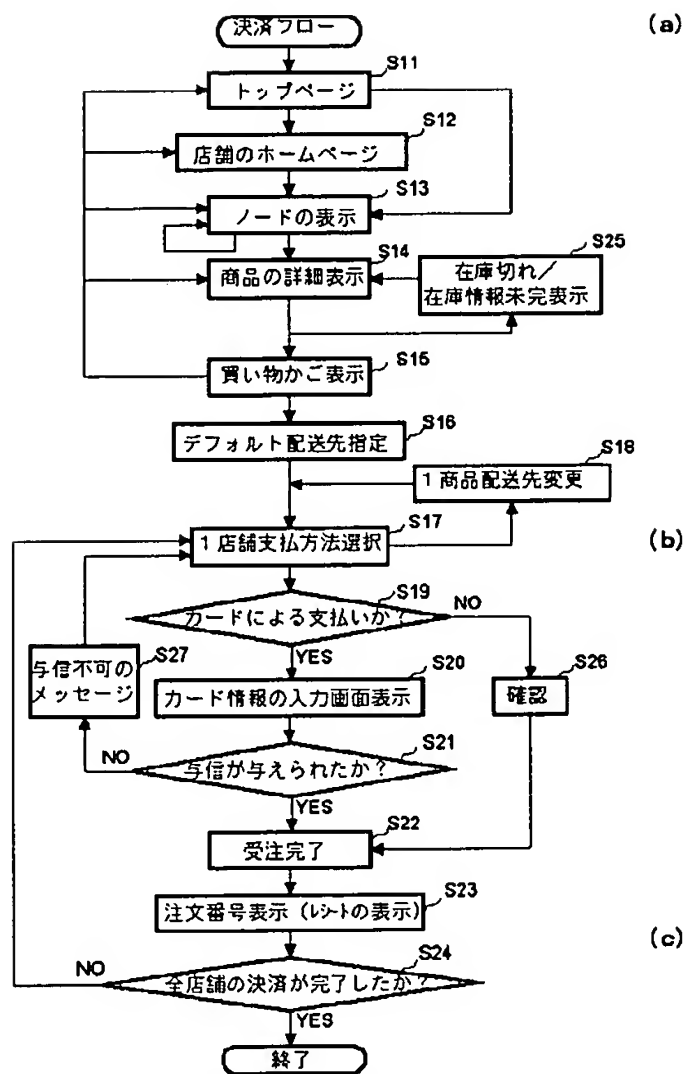 決済フロー
(a)
S11
トップページ
S12
店舗のホームページ
S13
ノードの表示
S14
商品の詳細表示
S25
在庫切れ/
在庫情報未完表示
S15
買い物かご表示
S16
デフォルト配送先指定
S18
1商品配送先変更
S17
1店舗支払方法選択
(b)
S19
カードによる支払いか?
NO
YES
S27
与信不可の
メッセージ
S20
カード情報の入力画面表示
S26
確認
S21
与信が与えられたか?
NO
YES
S22
受注完了
S23
注文番号表示(レシートの表示)
(c)
S24
全店舗の決済が完了したか?
NO
YES
終了